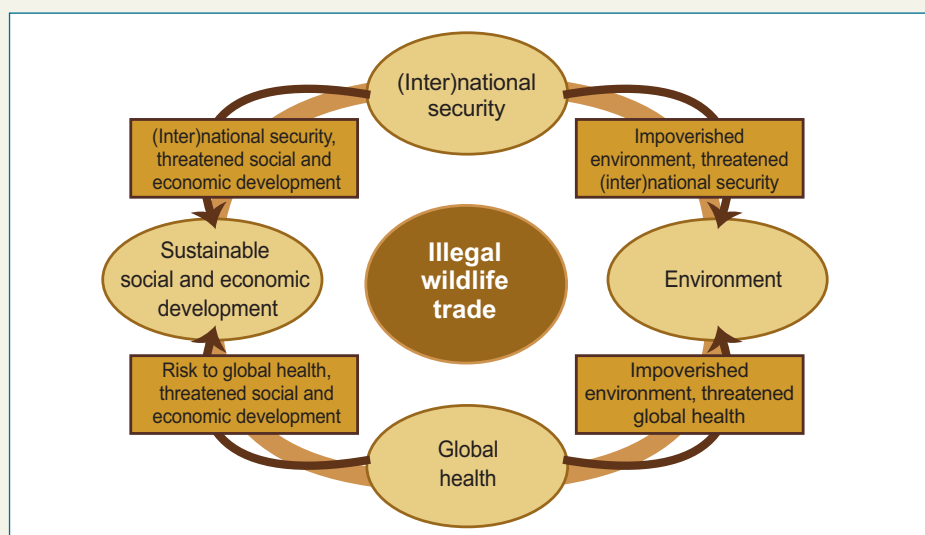 (Inter)national
security
(Inter)national security,
threatened social and
economic development
Impoverished
environment, threatened
(inter)national security
Sustainable
social and economic
development
Illegal
wildlife
trade
Environment
Risk to global health,
threatened social and
economic development
Impoverished
environment, threatened
global health
Global
health